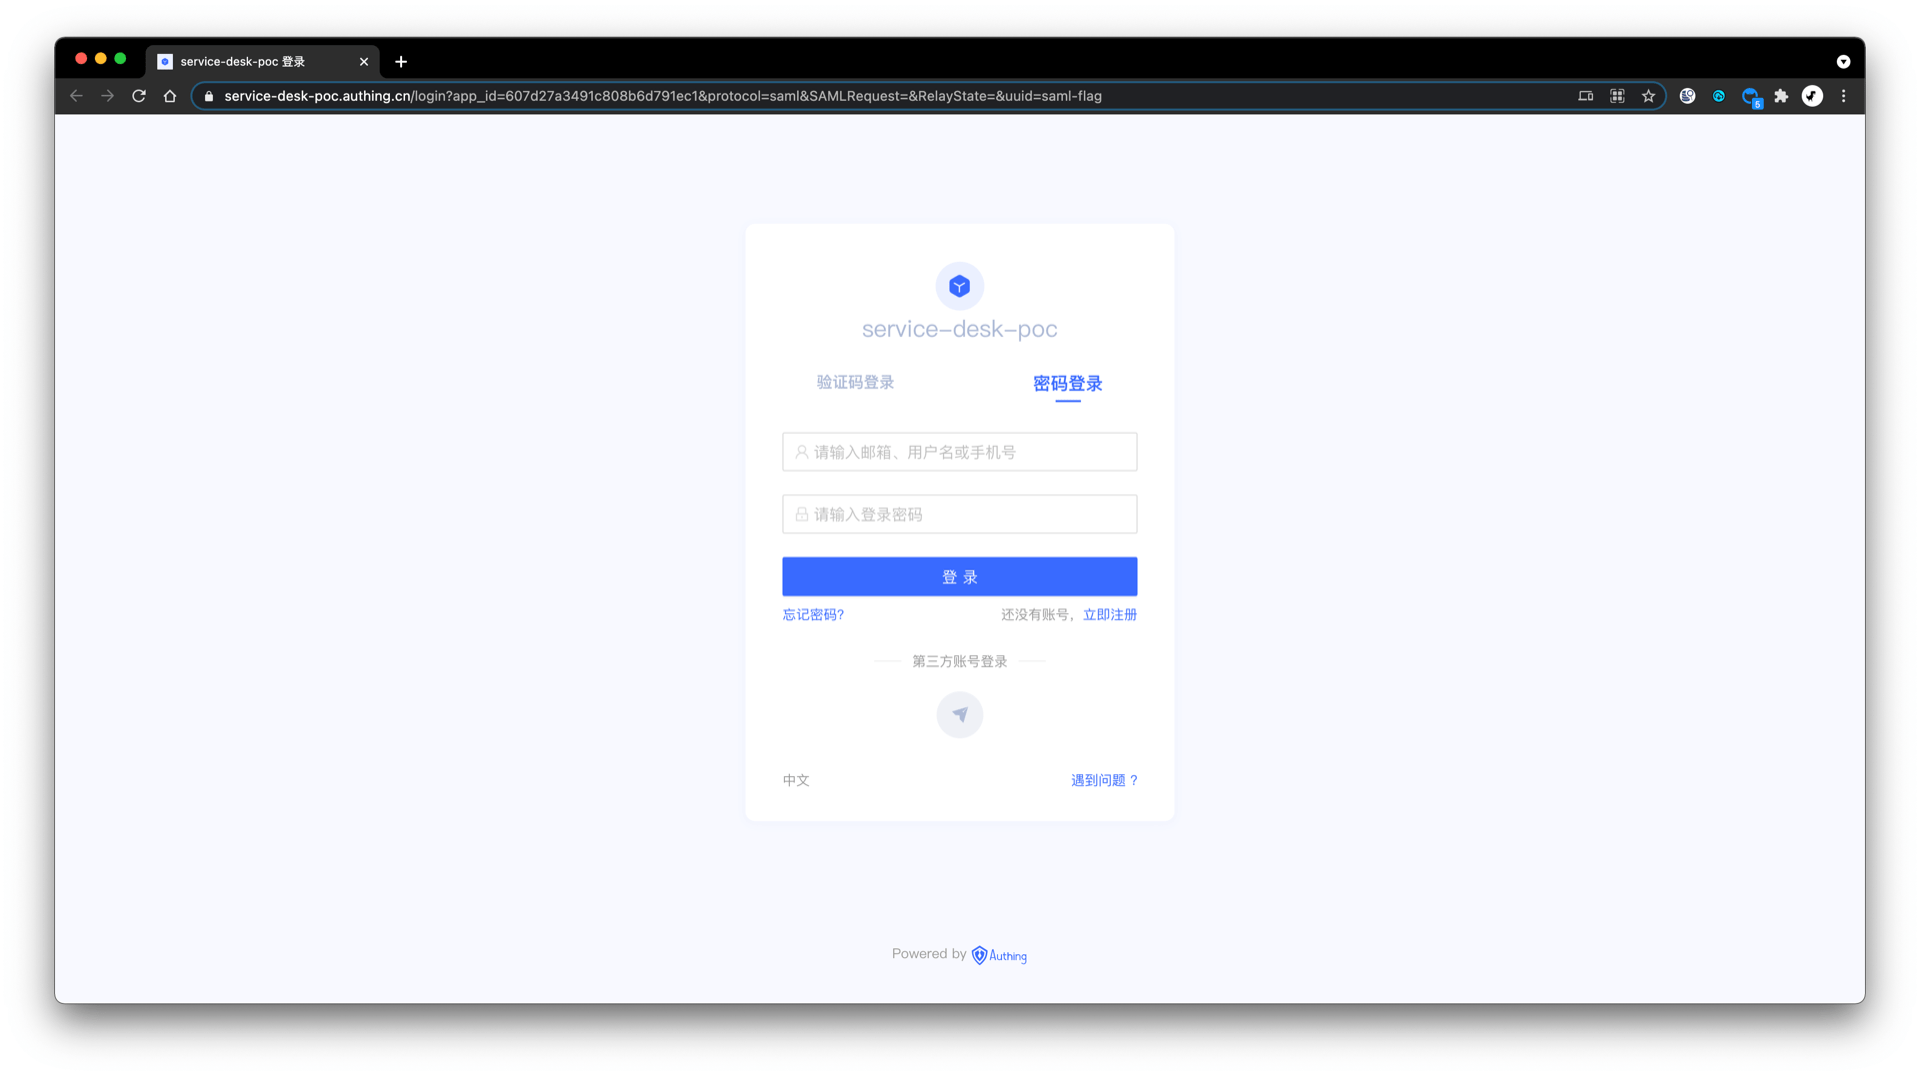 service-desk-poc 登录
service-desk-poc.authing.cn/login?app_id=607d27a3491c808b6d791ec1&protocol=saml&SAMLRequest=&RelayState=&uuid=saml-flag
5
service-desk-poc
验证码登录 密码登录
请输入邮箱、用户名或手机号
请输入登录密码
登 录
忘记密码? 还没有账号，立即注册
第三方账号登录
中文 遇到问题 ?
Powered by Authing